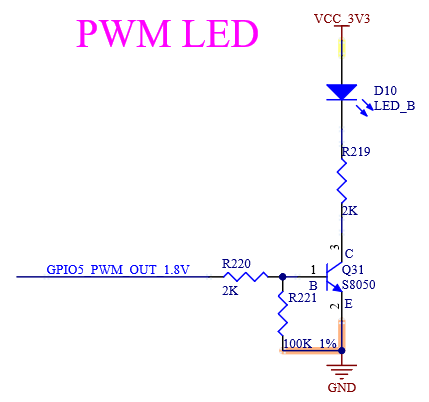 PWM LED
VCC_3V3
D10
LED_B
R219
2K
3
C
R220
GPIO5_PWM_OUT_1.8V
2K
1
B
Q31
S8050
R221
2
E
100K_1%
GND